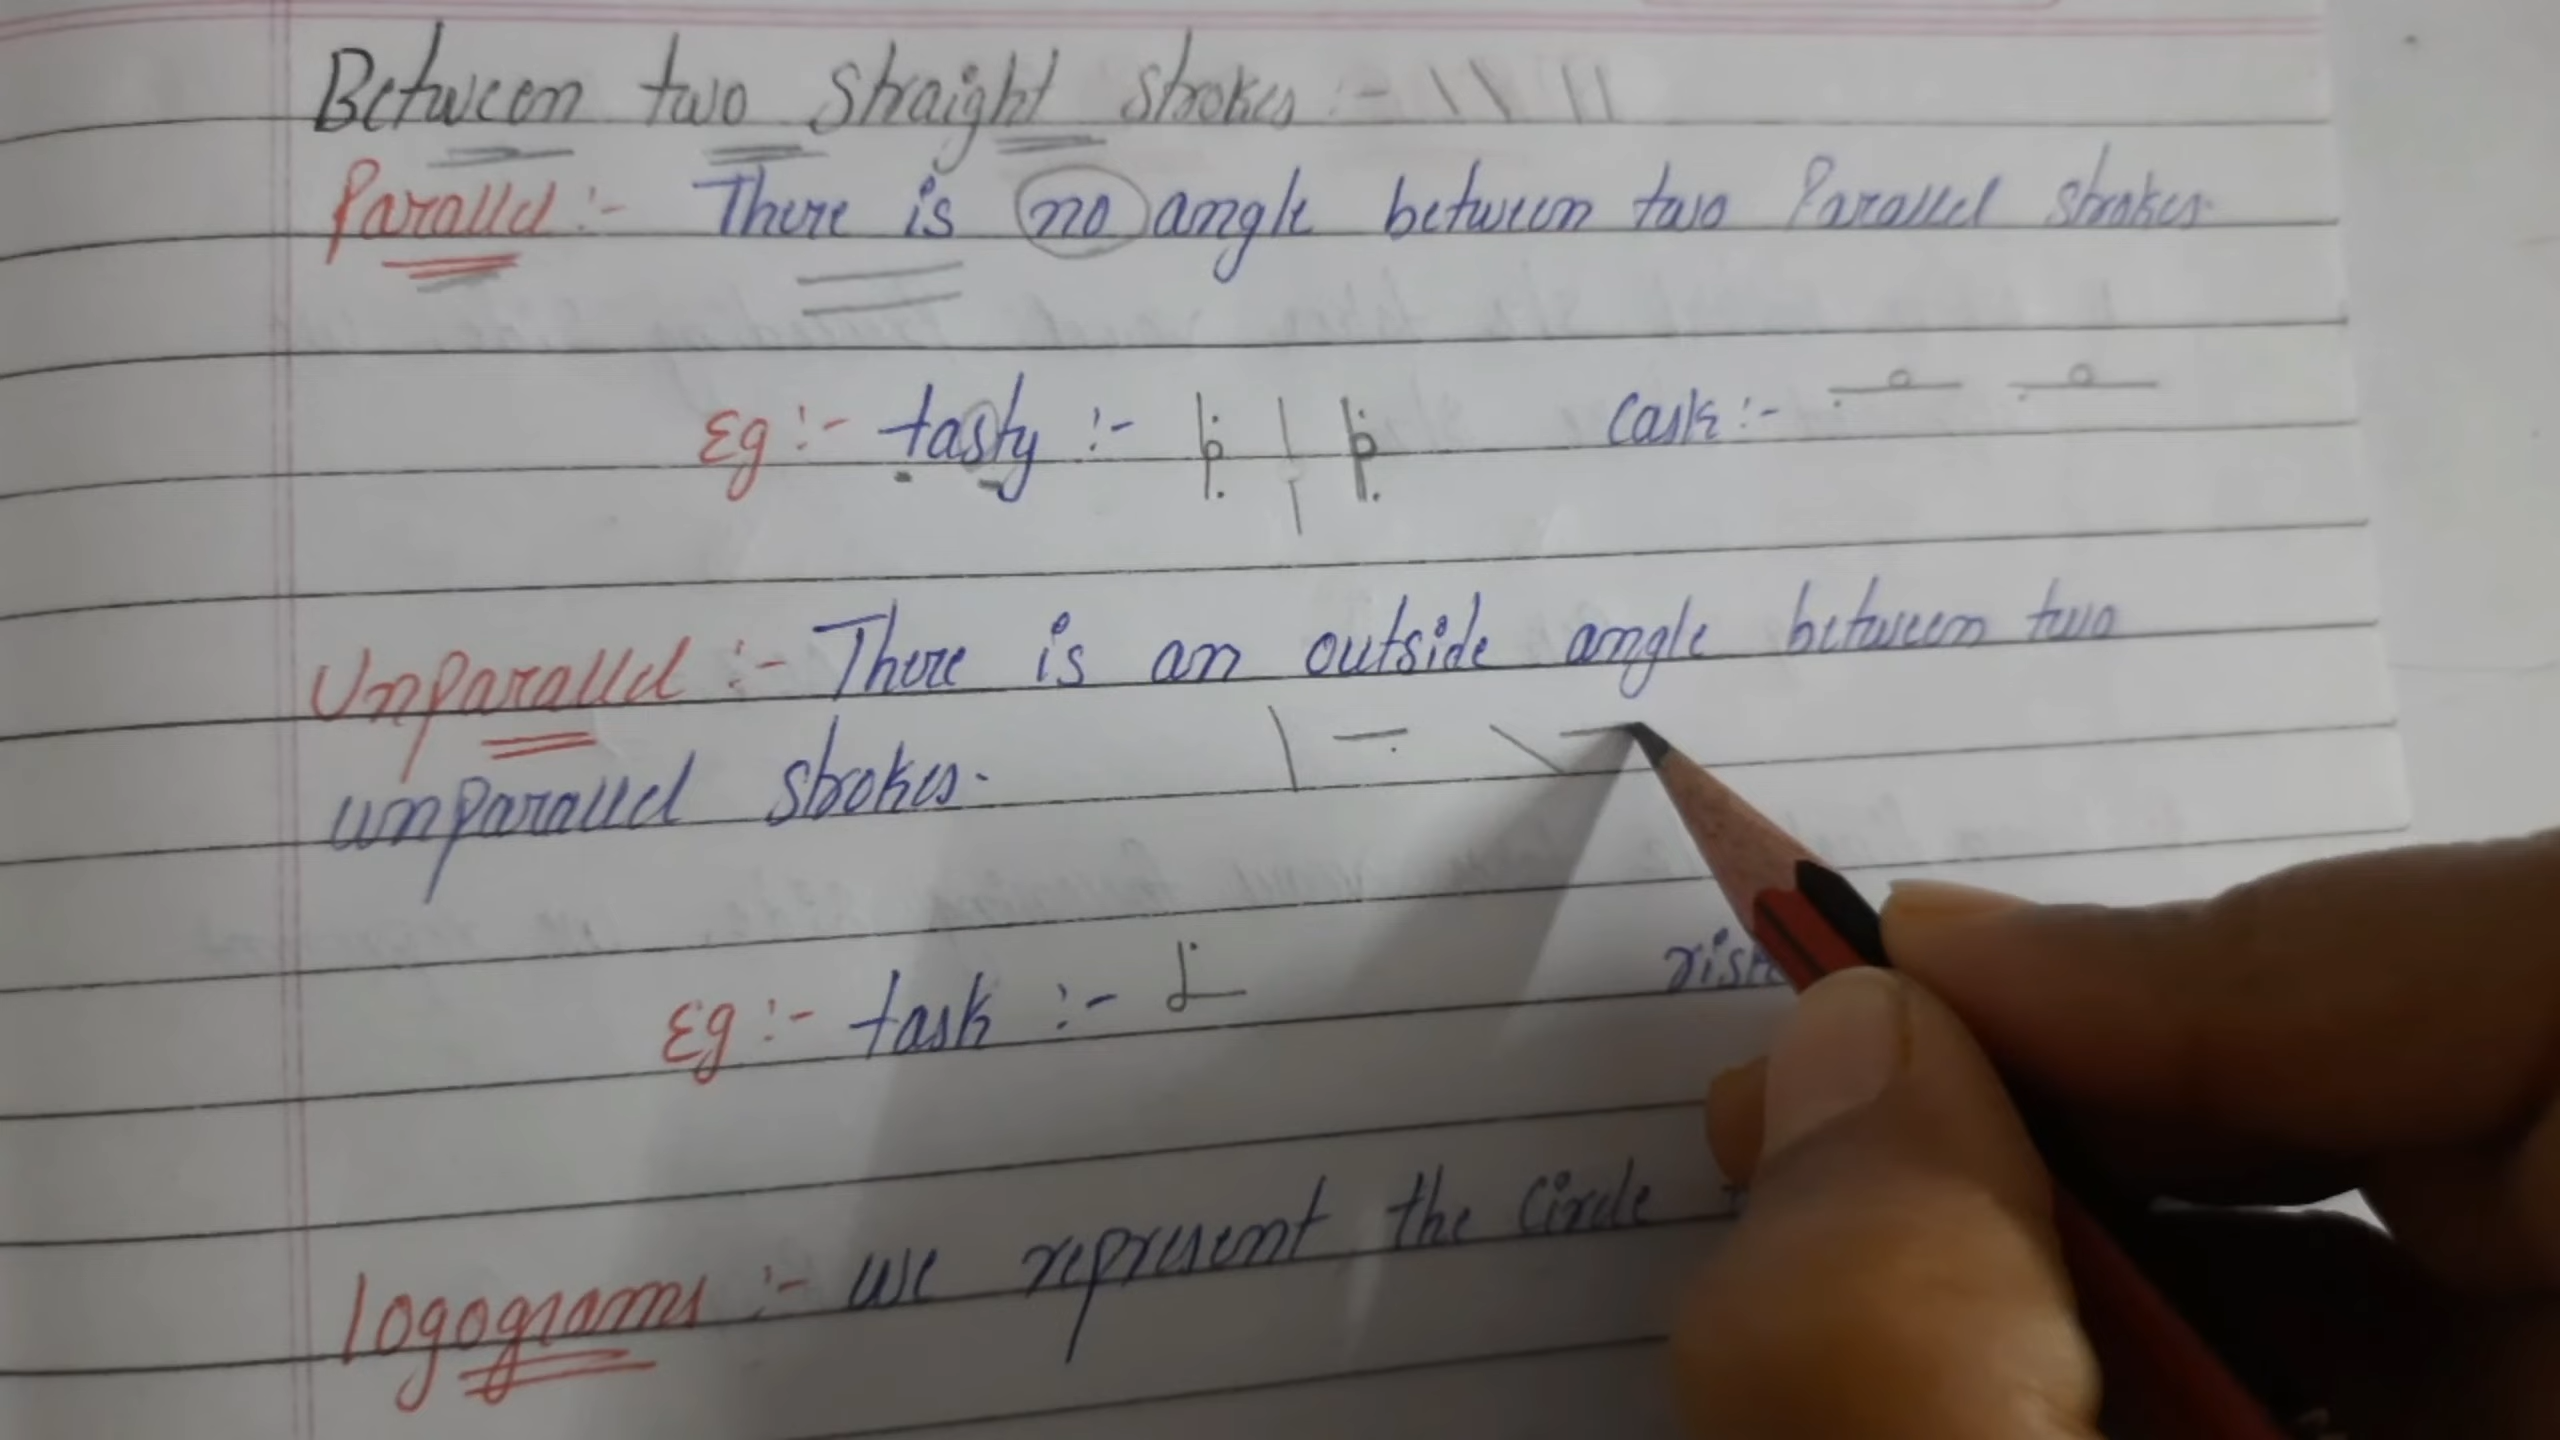 Between two straight strokes :-
Parallel :- There is no angle between two Parallel strokes.
Eg :- tasty :- Cask :-
Unparallel :- There is an outside angle between two
unparallel strokes.
Eg :- task :-
logograms :- we represent the circle